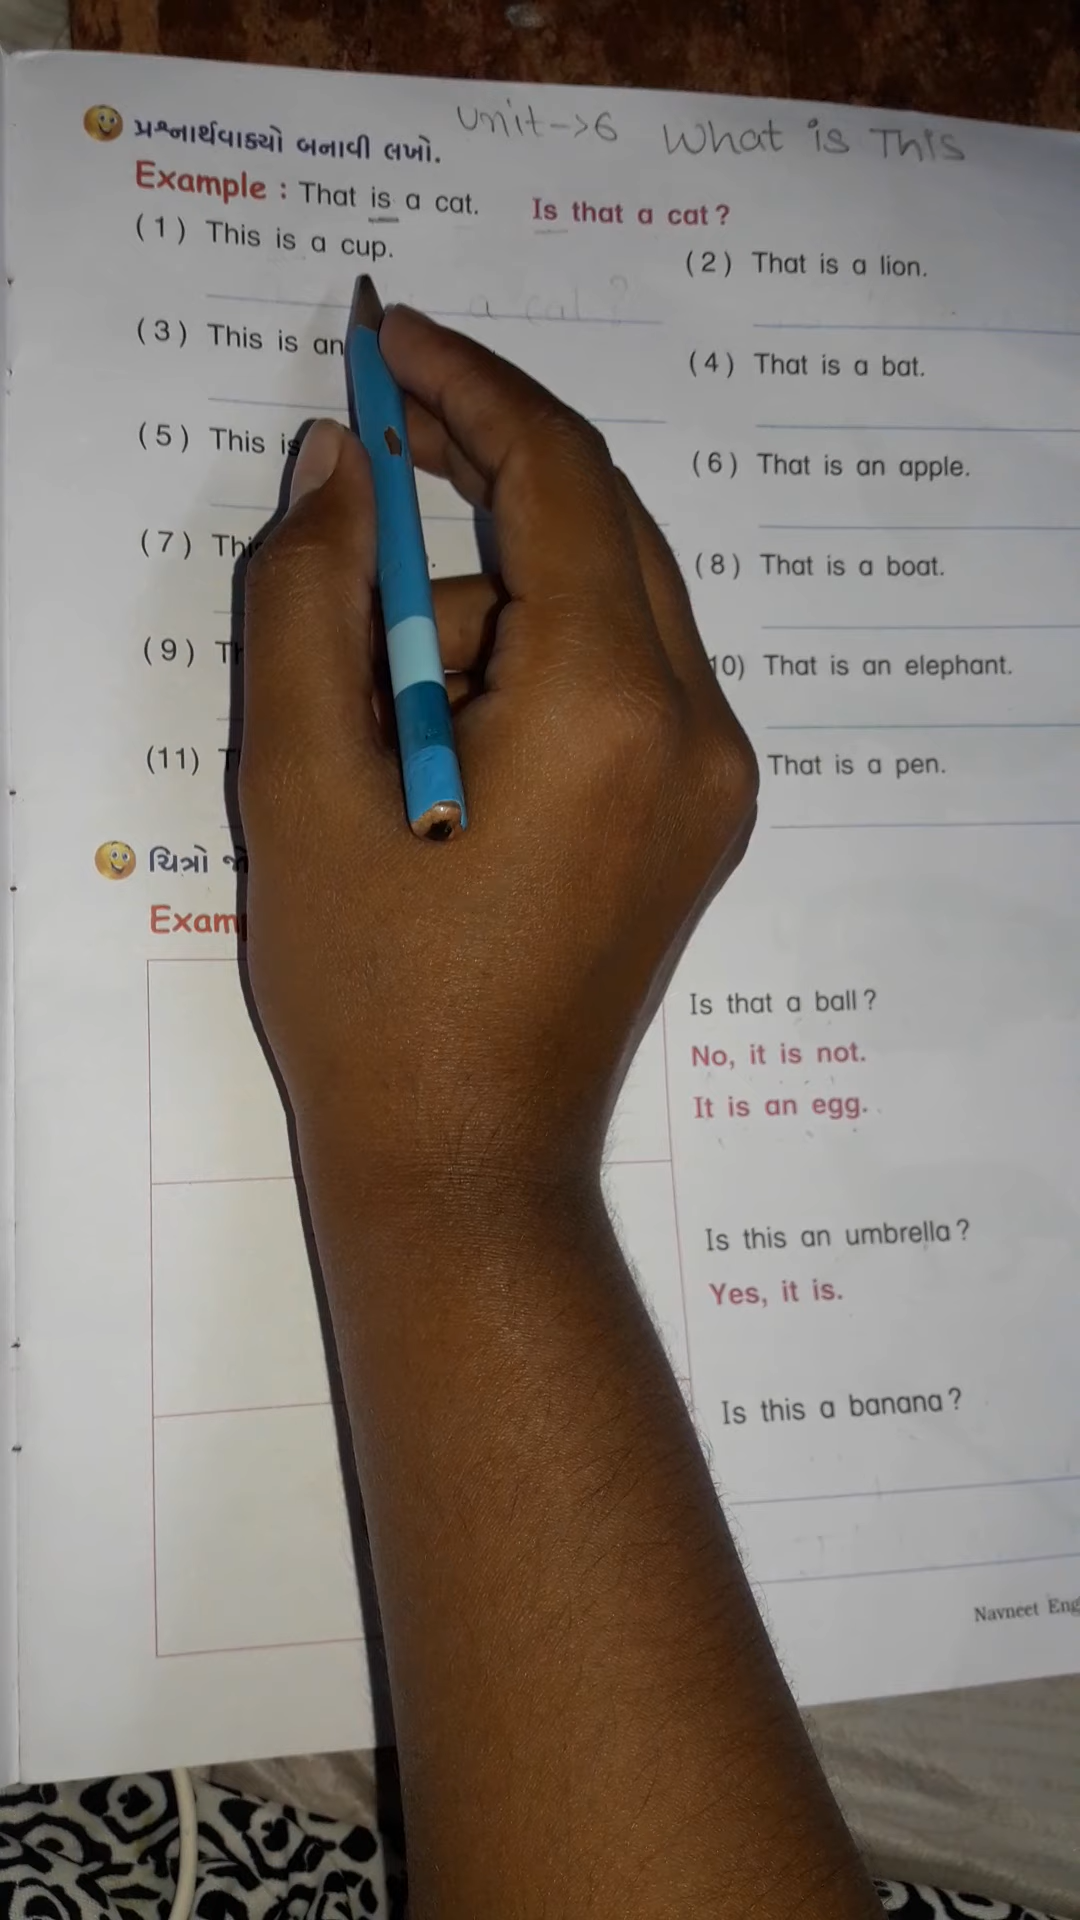 unit->6 What is This
પ્રશ્નાર્થવાક્યો બનાવી લખો.
Example : That is a cat. Is that a cat?
(1) This is a cup.
(2) That is a lion.
a cat?
(3) This is an
(4) That is a bat.
(5) This is
(6) That is an apple.
(7)
(8) That is a boat.
(9)
10) That is an elephant.
(11)
That is a pen.
ચિત્રો
Is that a ball?
No, it is not.
It is an egg.
Is this an umbrella?
Yes, it is.
Is this a banana?
Navneet Eng